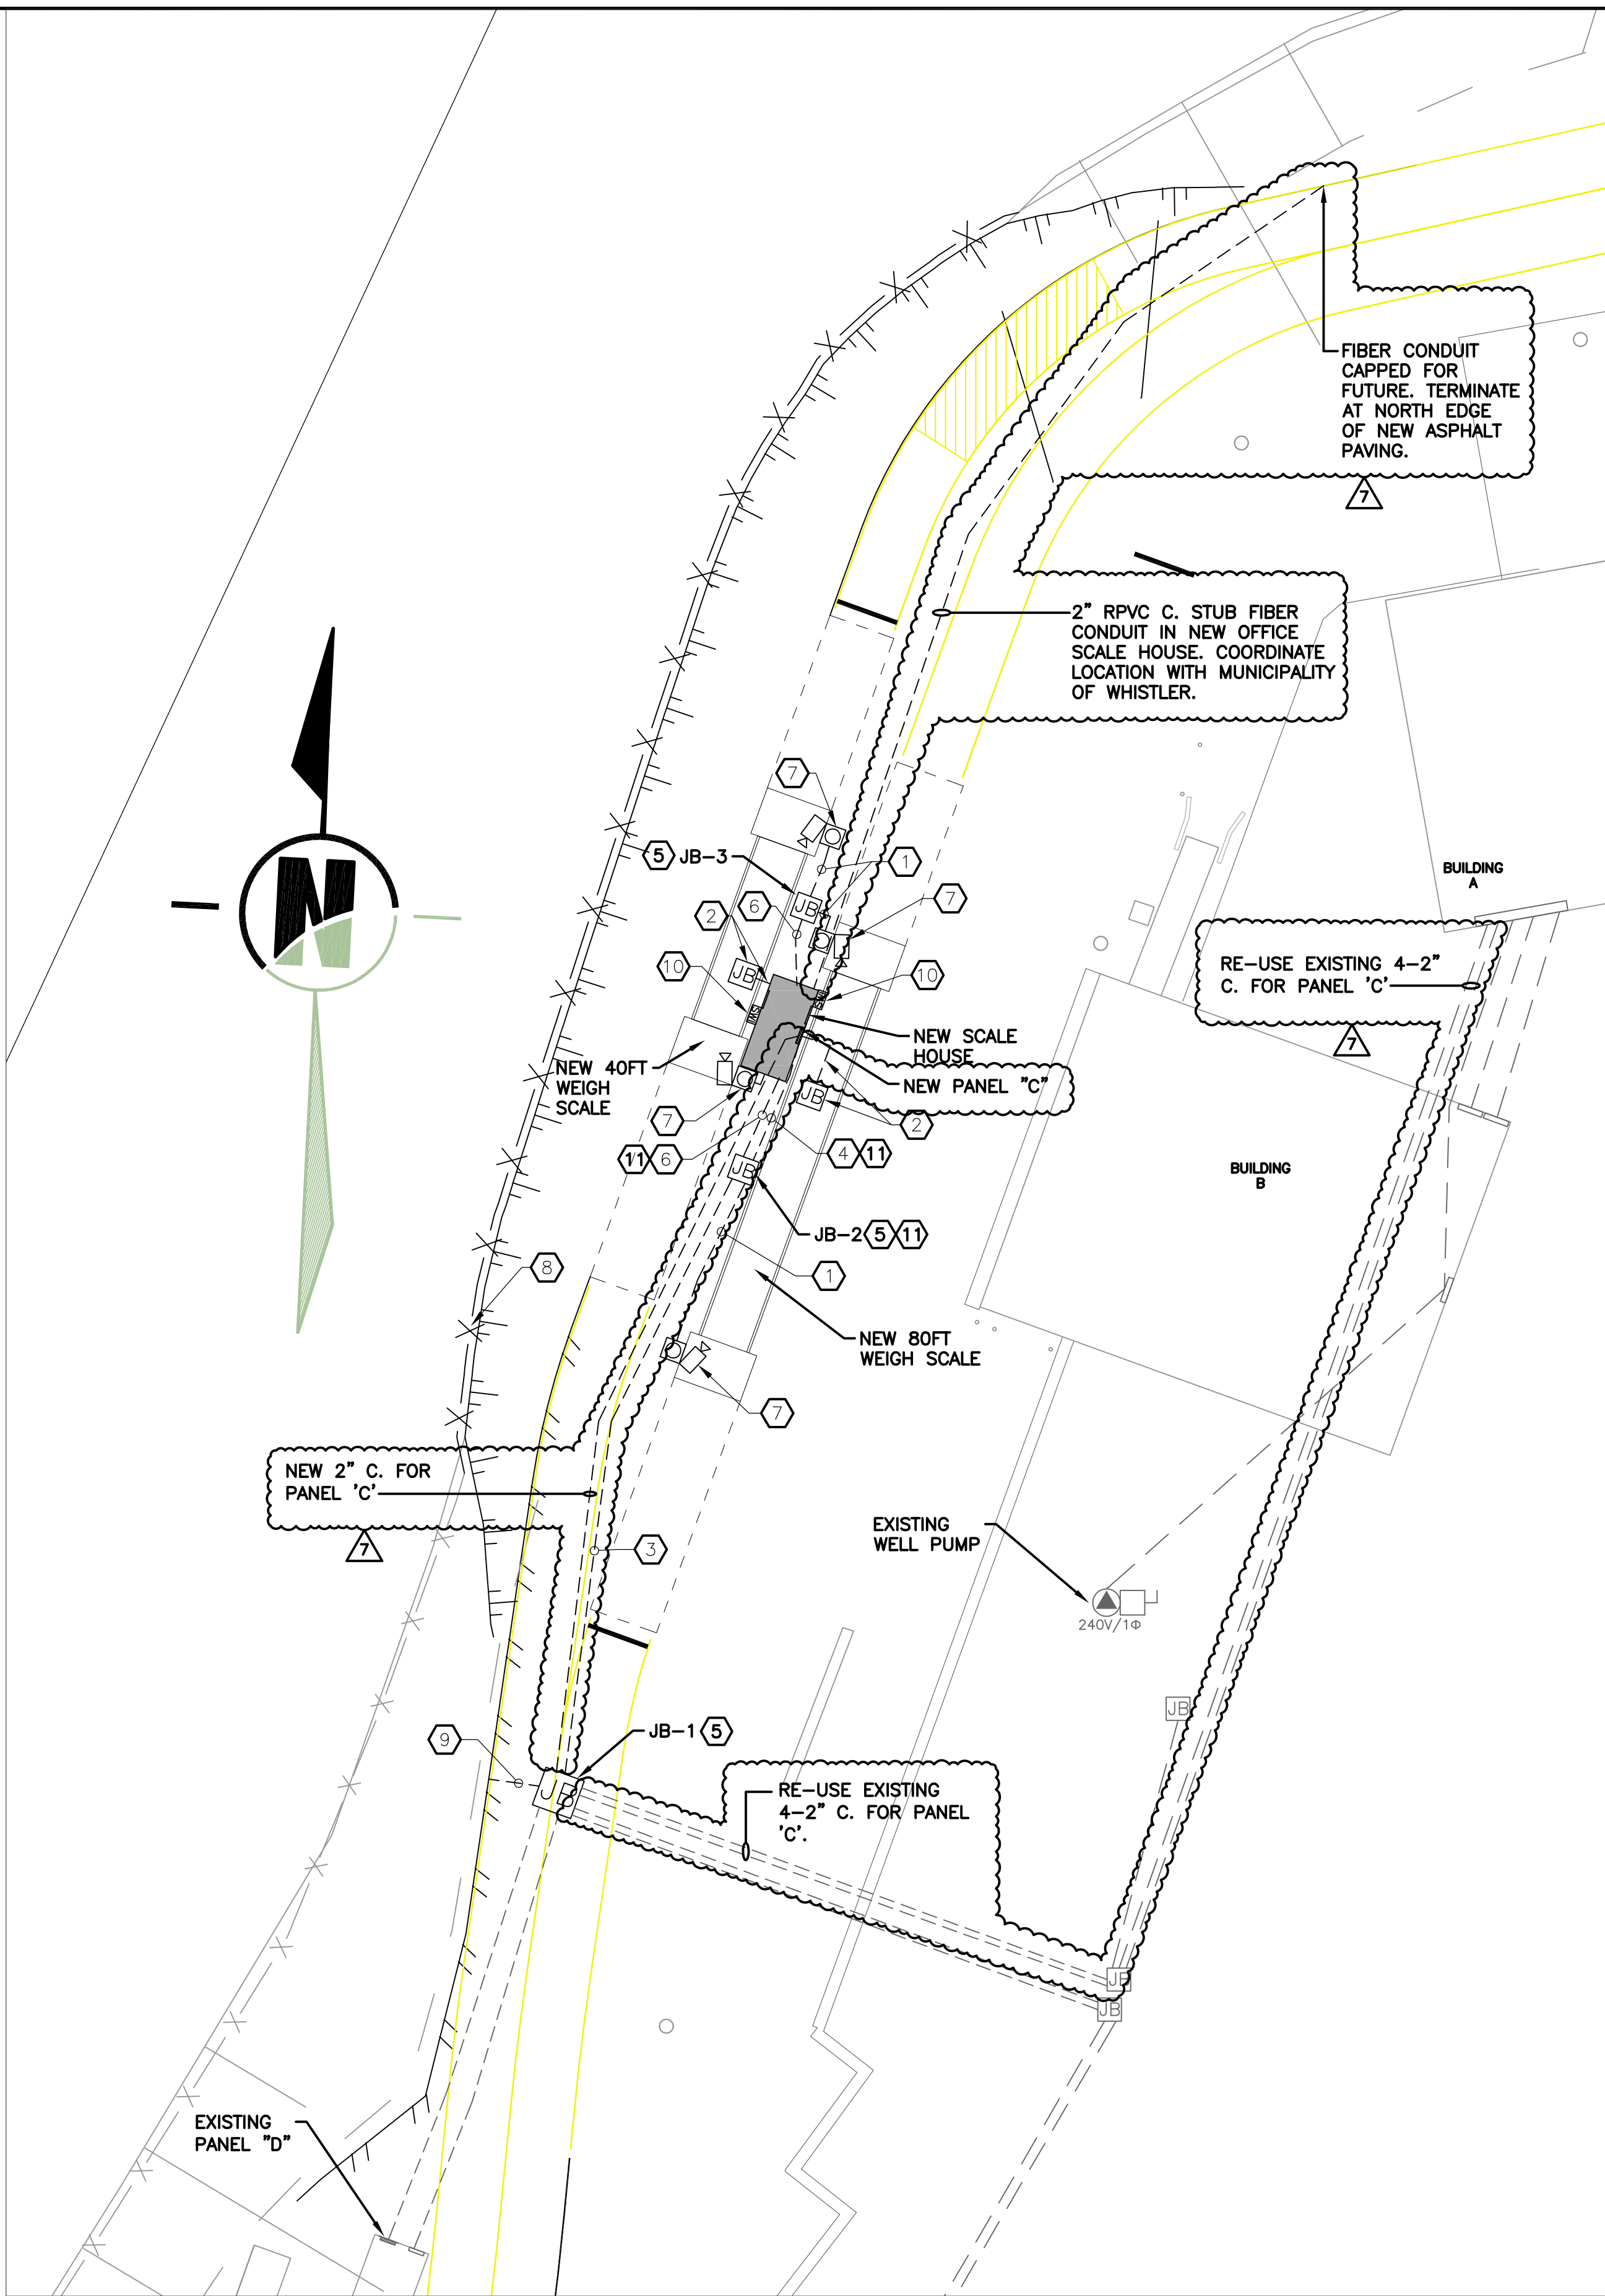 FIBER CONDUIT
CAPPED FOR
FUTURE. TERMINATE
AT NORTH EDGE
OF NEW ASPHALT
PAVING.
7
2" RPVC C. STUB FIBER
CONDUIT IN NEW OFFICE
SCALE HOUSE. COORDINATE
LOCATION WITH MUNICIPALITY
OF WHISTLER.
N
7
5 JB-3
1
JB
7
2
6
JB
10
10
BUILDING
A
RE-USE EXISTING 4-2"
C. FOR PANEL 'C'
7
NEW SCALE
HOUSE
NEW PANEL "C"
NEW 40FT
WEIGH
SCALE
JB
2
7
11 6
4 11
JB
BUILDING
B
JB-2 5 11
8
1
NEW 80FT
WEIGH SCALE
7
NEW 2" C. FOR
PANEL 'C'
7
3
EXISTING
WELL PUMP
240V/1Φ
JB
9
JB-1 5
JB
RE-USE EXISTING
4-2" C. FOR PANEL
'C'.
JB
JB
EXISTING
PANEL "D"